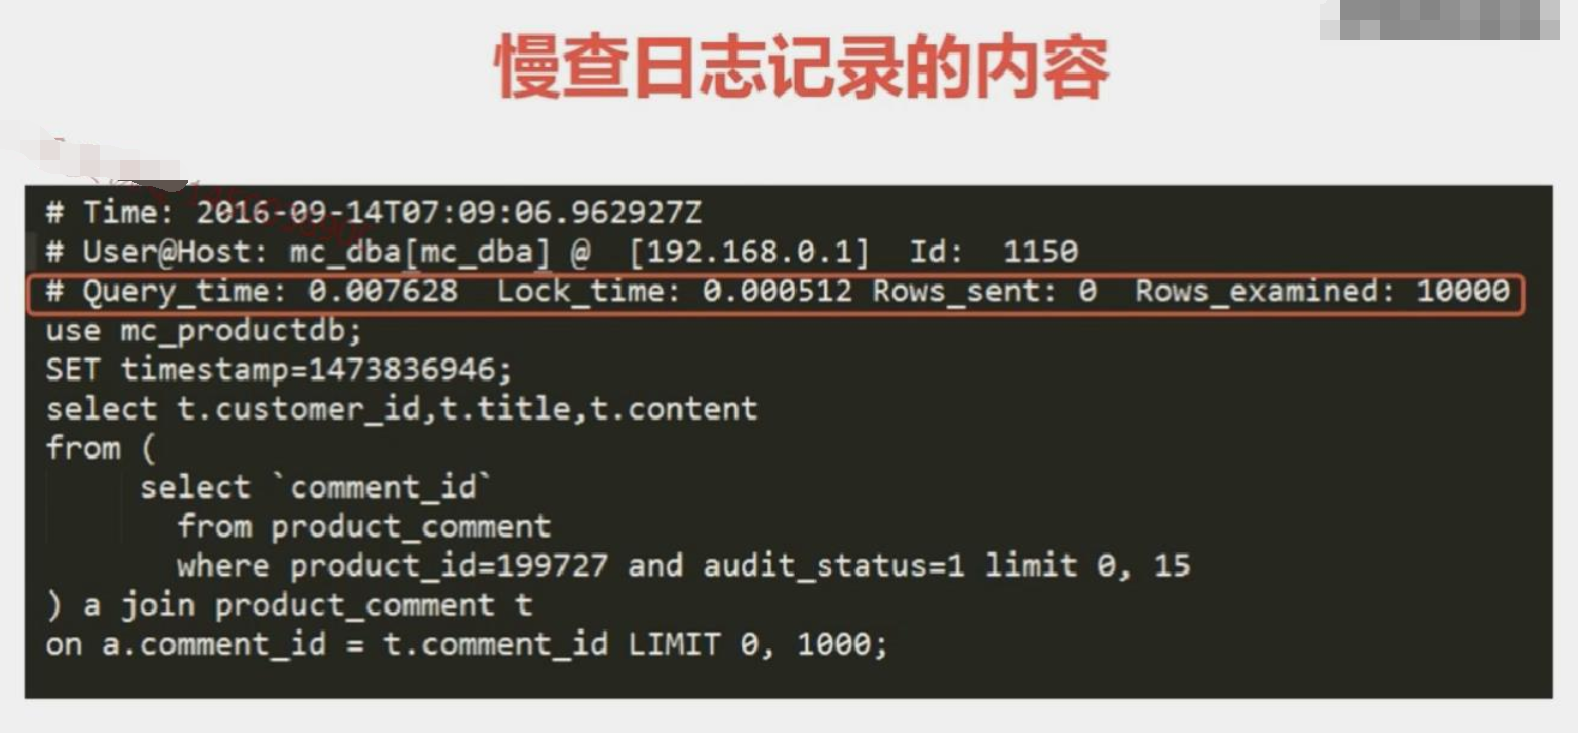 慢查日志记录的内容
# Time: 2016-09-14T07:09:06.962927Z
# User@Host: mc_dba[mc_dba] @  [192.168.0.1]  Id:  1150
# Query_time: 0.007628  Lock_time: 0.000512 Rows_sent: 0  Rows_examined: 10000
use mc_productdb;
SET timestamp=1473836946;
select t.customer_id,t.title,t.content
from (
     select `comment_id`
       from product_comment
       where product_id=199727 and audit_status=1 limit 0, 15
) a join product_comment t
on a.comment_id = t.comment_id LIMIT 0, 1000;